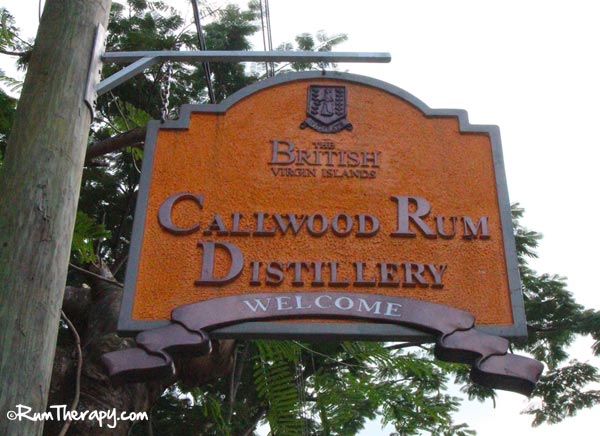 THE
BRITISH
VIRGIN ISLANDS
CALLWOOD RUM
DISTILLERY
WELCOME
©RumTherapy.com